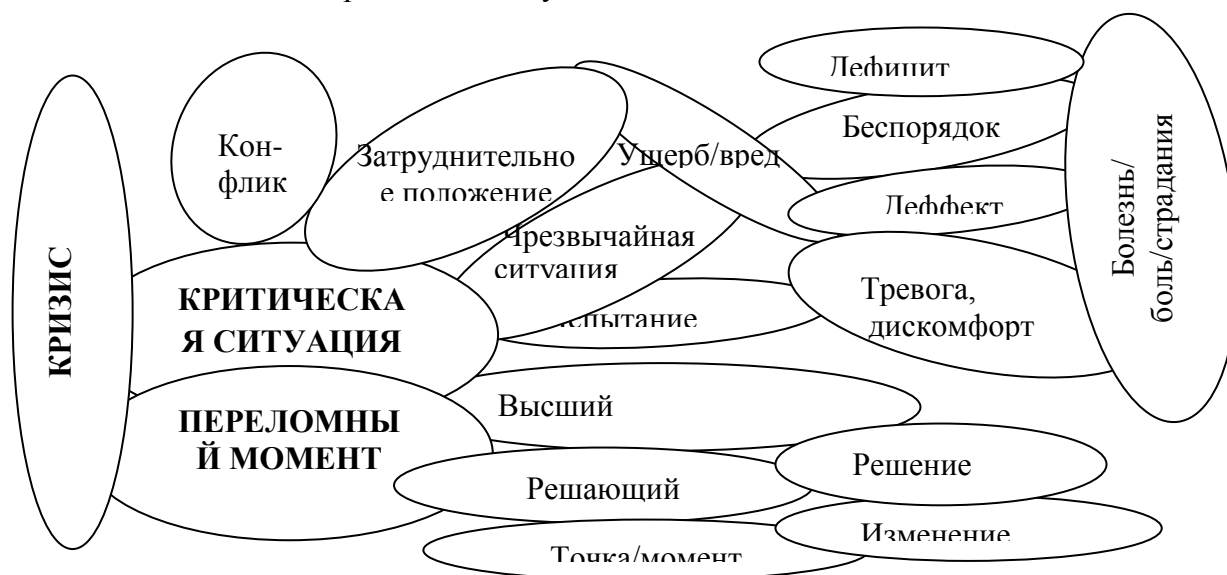 Дефицит
Беспорядок
Кон-
флик
Затруднительно
е положение
Ущерб/вред
Деффект
Болезнь/
боль/страдания
Чрезвычайная
ситуация
КРИЗИС
КРИТИЧЕСКА
Я СИТУАЦИЯ
Тревога,
дискомфорт
ПЕРЕЛОМНЫ
Й МОМЕНТ
Высший
Решение
Решающий
Изменение
Точка/момент